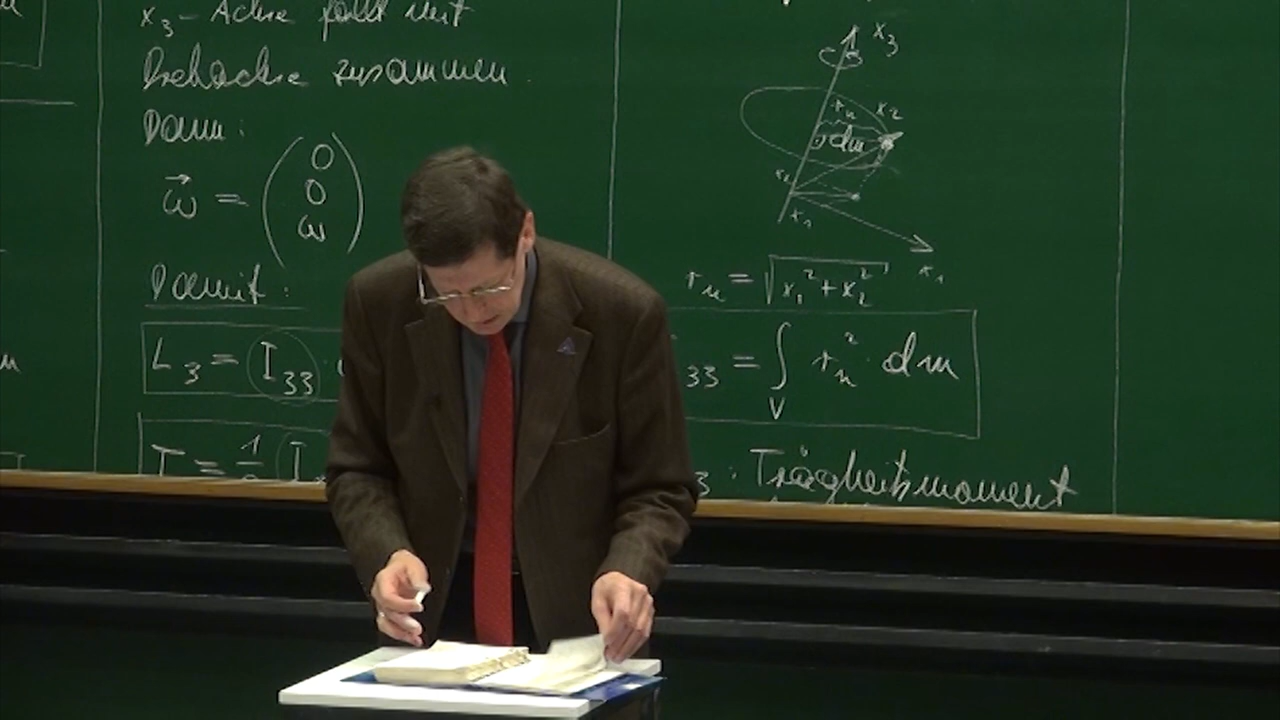 x₃ - Achse fällt mit
Drehachse zusammen.
Dann:
ω⃗ = (0 0 ω)
Damit:
L₃ = I₃₃
T = 1 I
x₃
x₂
dm
x₁
r⊥ = √(x₁² + x₂²)
₃₃ = ∫ r⊥² · dm
V
₃ : Trägheitsmoment